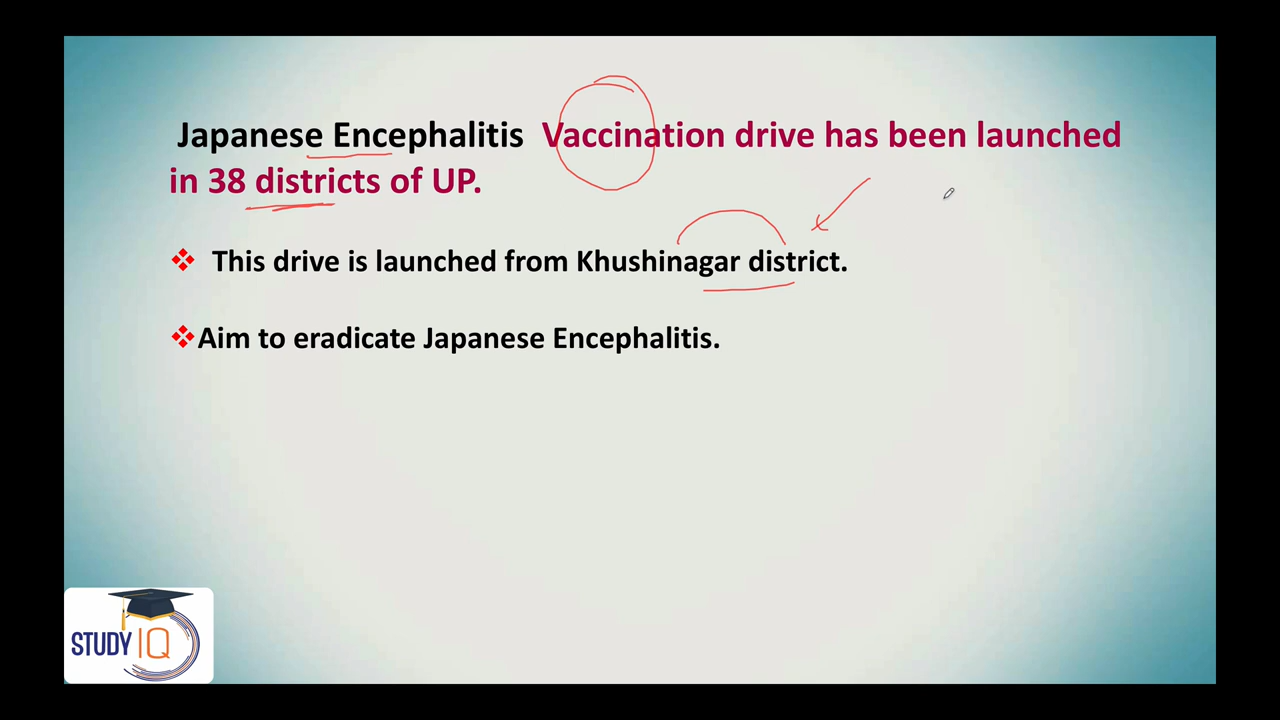 Japanese Encephalitis Vaccination drive has been launched
in 38 districts of UP.
❖ This drive is launched from Khushinagar district.
❖Aim to eradicate Japanese Encephalitis.
STUDY IQ